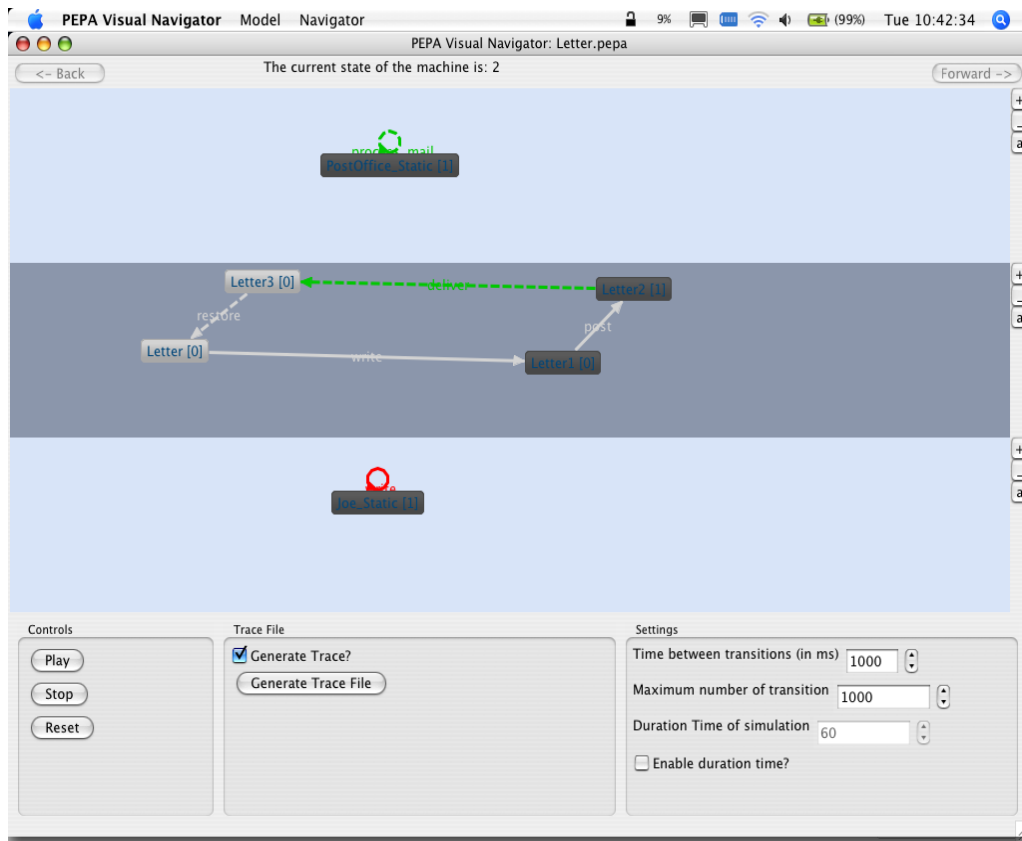 PEPA Visual Navigator Model Navigator 9% (99%) Tue 10:42:34
PEPA Visual Navigator: Letter.pepa
<- Back
The current state of the machine is: 2
Forward ->
+
-
a
mail
PostOffice_Static [1]
+
-
a
Letter3 [0]
deliver
Letter2 [1]
restore
post
Letter [0]
write
Letter1 [0]
+
-
a
Joe_Static [1]
Controls
Play
Stop
Reset
Trace File
Generate Trace?
Generate Trace File
Settings
Time between transitions (in ms) 1000
Maximum number of transition 1000
Duration Time of simulation 60
Enable duration time?